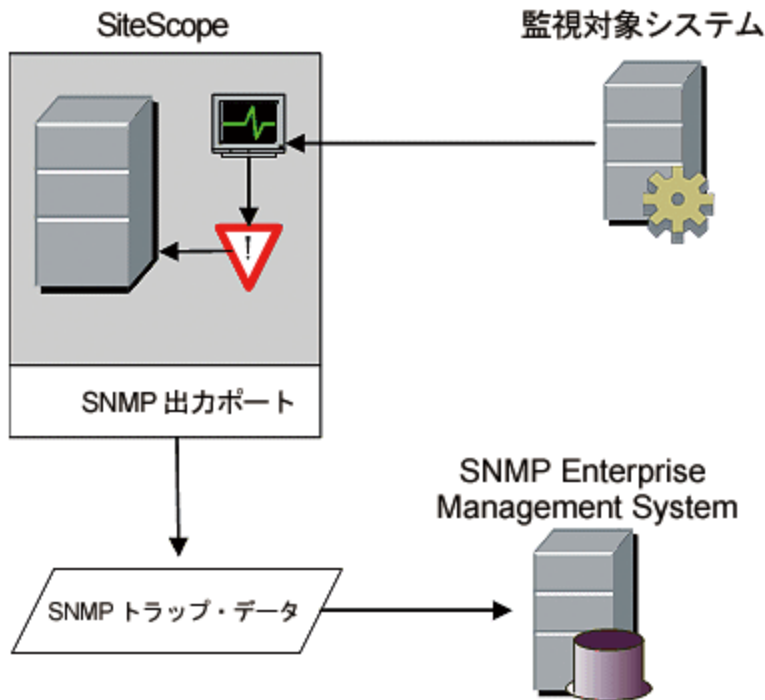 SiteScope
監視対象システム
!
SNMP 出力ポート
SNMP Enterprise
Management System
SNMP トラップ・データ